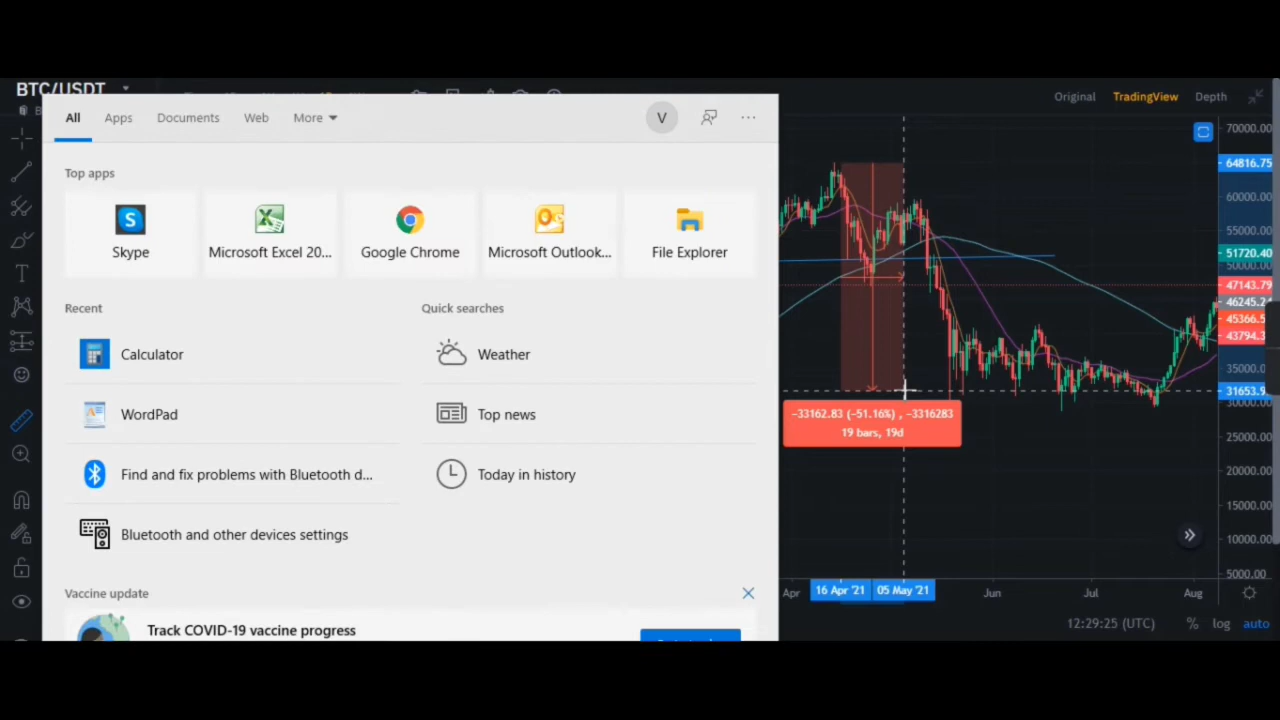 BTC/USDT
Original TradingView Depth
All Apps Documents Web More V
Top apps
Skype
Microsoft Excel 20...
Google Chrome
Microsoft Outlook...
File Explorer
Recent
Calculator
WordPad
Find and fix problems with Bluetooth d...
Bluetooth and other devices settings
Quick searches
Weather
Top news
Today in history
Vaccine update
Track COVID-19 vaccine progress
70000.00
64816.75
60000.00
55000.00
51720.40
50000.00
47143.79
46245.24
45366.5
43794.3
35000.00
31653.9
30000.00
25000.00
20000.00
15000.00
10000.00
5000.00
−33162.83 (−51.16%) , −3316283
19 bars, 19d
Apr 16 Apr '21 05 May '21 Jun Jul Aug
12:29:25 (UTC) % log auto